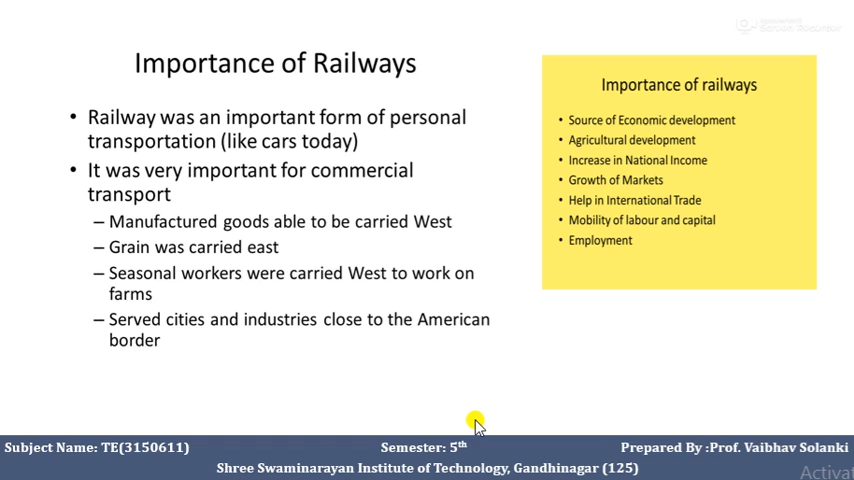 Importance of Railways
• Railway was an important form of personal
transportation (like cars today)
• It was very important for commercial
transport
– Manufactured goods able to be carried West
– Grain was carried east
– Seasonal workers were carried West to work on
farms
– Served cities and industries close to the American
border
Importance of railways
• Source of Economic development
• Agricultural development
• Increase in National Income
• Growth of Markets
• Help in International Trade
• Mobility of labour and capital
• Employment
Subject Name: TE(3150611) Semester: 5th Prepared By :Prof. Vaibhav Solanki
Shree Swaminarayan Institute of Technology, Gandhinagar (125)
Activat